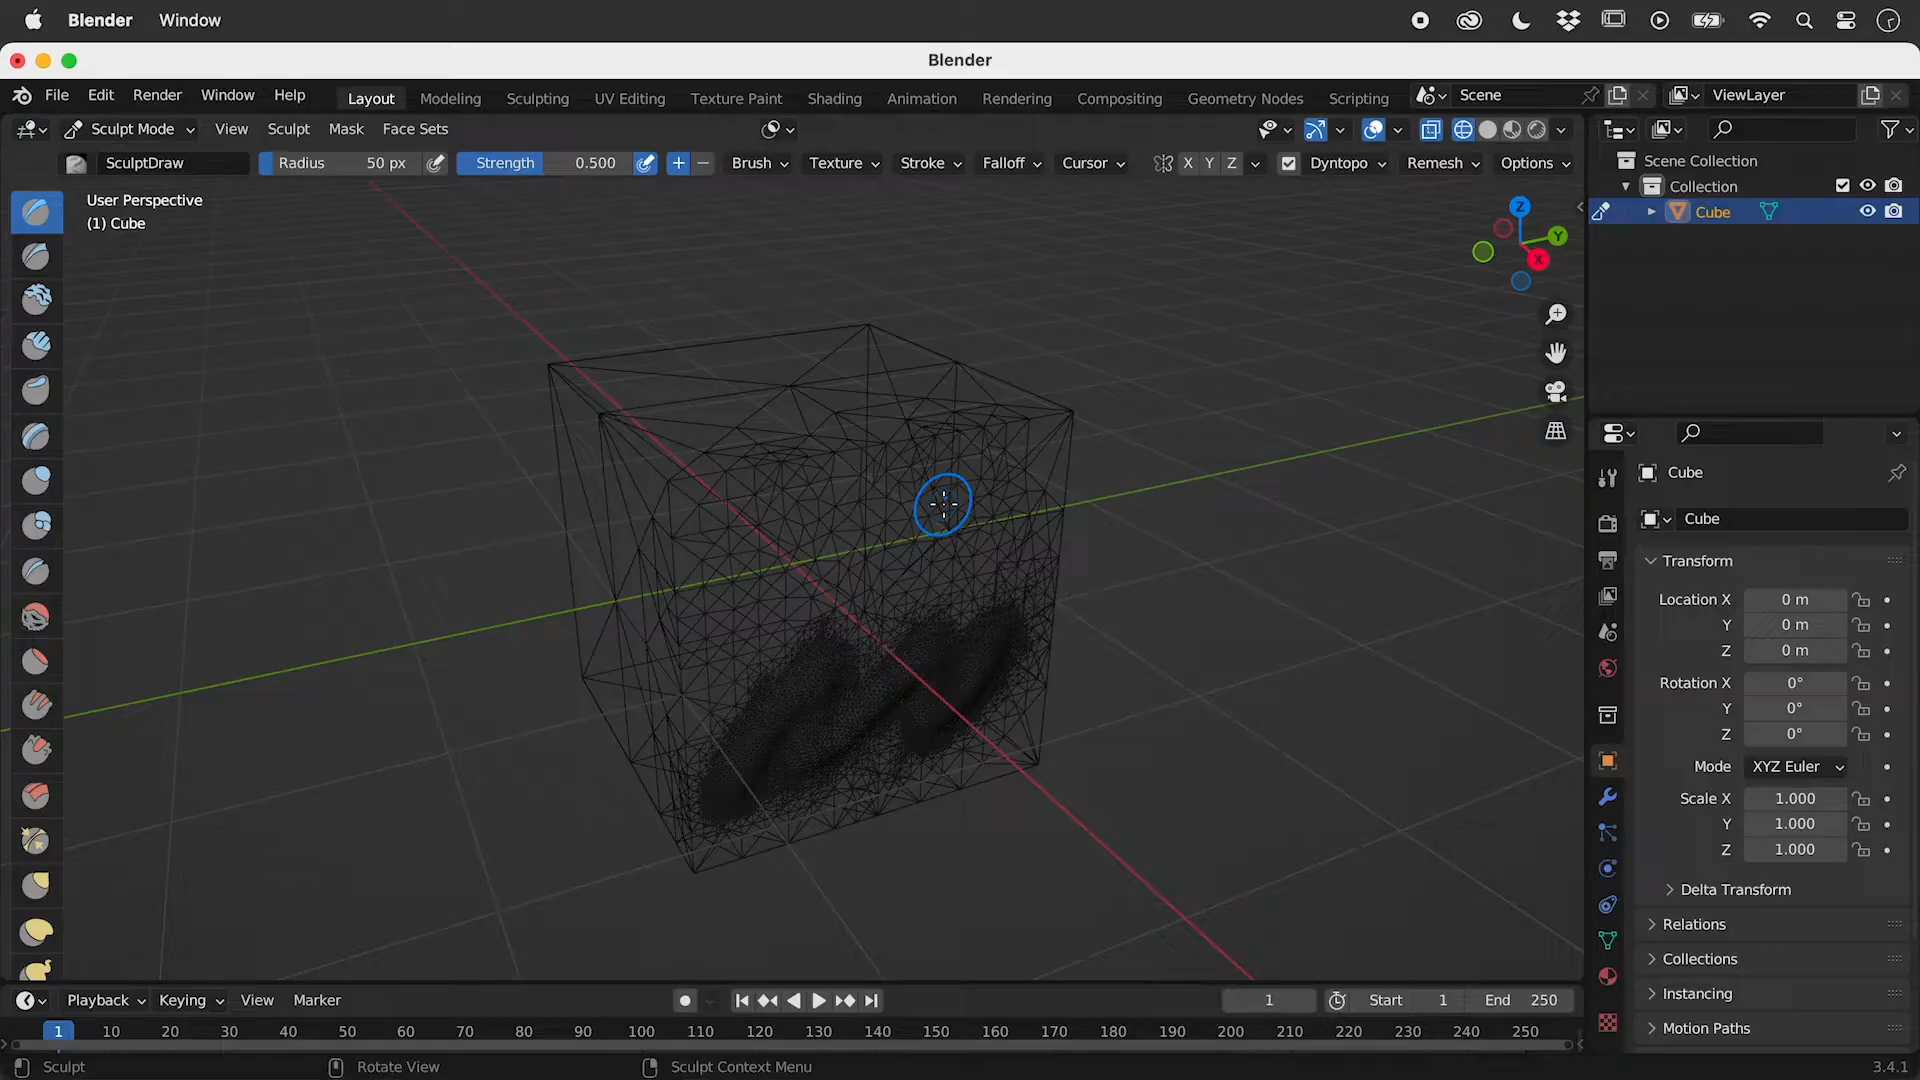 Blender Window
Blender
File Edit Render Window Help Layout Modeling Sculpting UV Editing Texture Paint Shading Animation Rendering Compositing Geometry Nodes Scripting Scene ViewLayer
Sculpt Mode View Sculpt Mask Face Sets
SculptDraw Radius 50 px Strength 0.500 Brush Texture Stroke Falloff Cursor X Y Z Dyntopo Remesh Options
User Perspective
(1) Cube
Z
Y
X
Scene Collection
Collection
Cube
Cube
Cube
Transform
Location X 0 m
Y 0 m
Z 0 m
Rotation X 0°
Y 0°
Z 0°
Mode XYZ Euler
Scale X 1.000
Y 1.000
Z 1.000
Delta Transform
Relations
Collections
Instancing
Motion Paths
Playback Keying View Marker 1 Start 1 End 250
1 10 20 30 40 50 60 70 80 90 100 110 120 130 140 150 160 170 180 190 200 210 220 230 240 250
Sculpt Rotate View Sculpt Context Menu 3.4.1